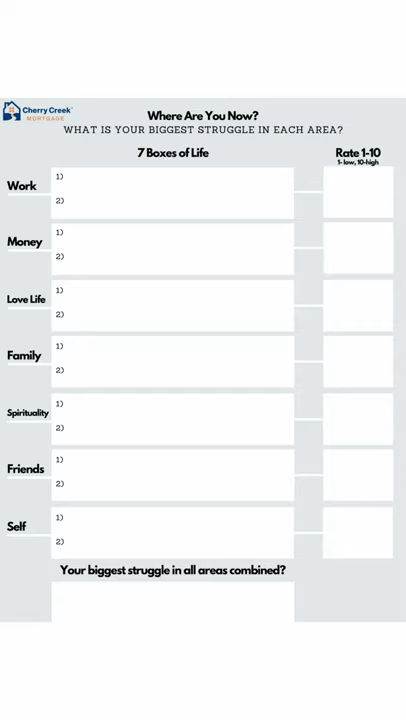 Cherry Creek
MORTGAGE
Where Are You Now?
WHAT IS YOUR BIGGEST STRUGGLE IN EACH AREA?
7 Boxes of Life
Rate 1-10
1- low, 10-high
Work
1)
2)
Money
1)
2)
Love Life
1)
2)
Family
1)
2)
Spirituality
1)
2)
Friends
1)
2)
Self
1)
2)
Your biggest struggle in all areas combined?